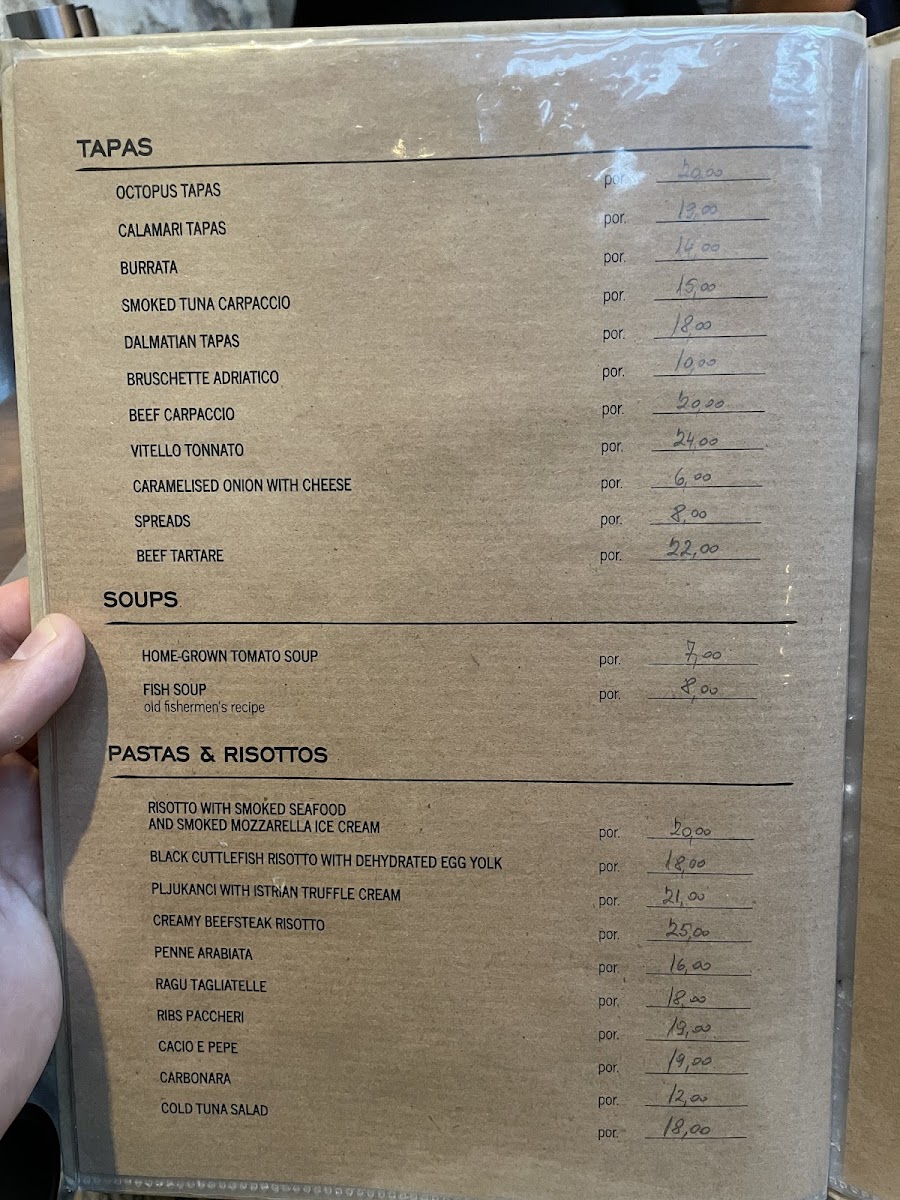 TAPAS
OCTOPUS TAPAS por. 20,00
CALAMARI TAPAS por. 19,00
BURRATA por. 14,00
SMOKED TUNA CARPACCIO por. 15,00
DALMATIAN TAPAS por. 18,00
BRUSCHETTE ADRIATICO por. 10,00
BEEF CARPACCIO por. 20,00
VITELLO TONNATO por. 24,00
CARAMELISED ONION WITH CHEESE por. 6,00
SPREADS por. 8,00
BEEF TARTARE por. 22,00
SOUPS
HOME-GROWN TOMATO SOUP por. 7,00
FISH SOUP por. 8,00
old fishermen's recipe
PASTAS & RISOTTOS
RISOTTO WITH SMOKED SEAFOOD
AND SMOKED MOZZARELLA ICE CREAM por. 20,00
BLACK CUTTLEFISH RISOTTO WITH DEHYDRATED EGG YOLK por. 18,00
PLJUKANCI WITH ISTRIAN TRUFFLE CREAM por. 21,00
CREAMY BEEFSTEAK RISOTTO por. 25,00
PENNE ARABIATA por. 16,00
RAGU TAGLIATELLE por. 18,00
RIBS PACCHERI por. 19,00
CACIO E PEPE por. 19,00
CARBONARA por. 12,00
COLD TUNA SALAD por. 18,00